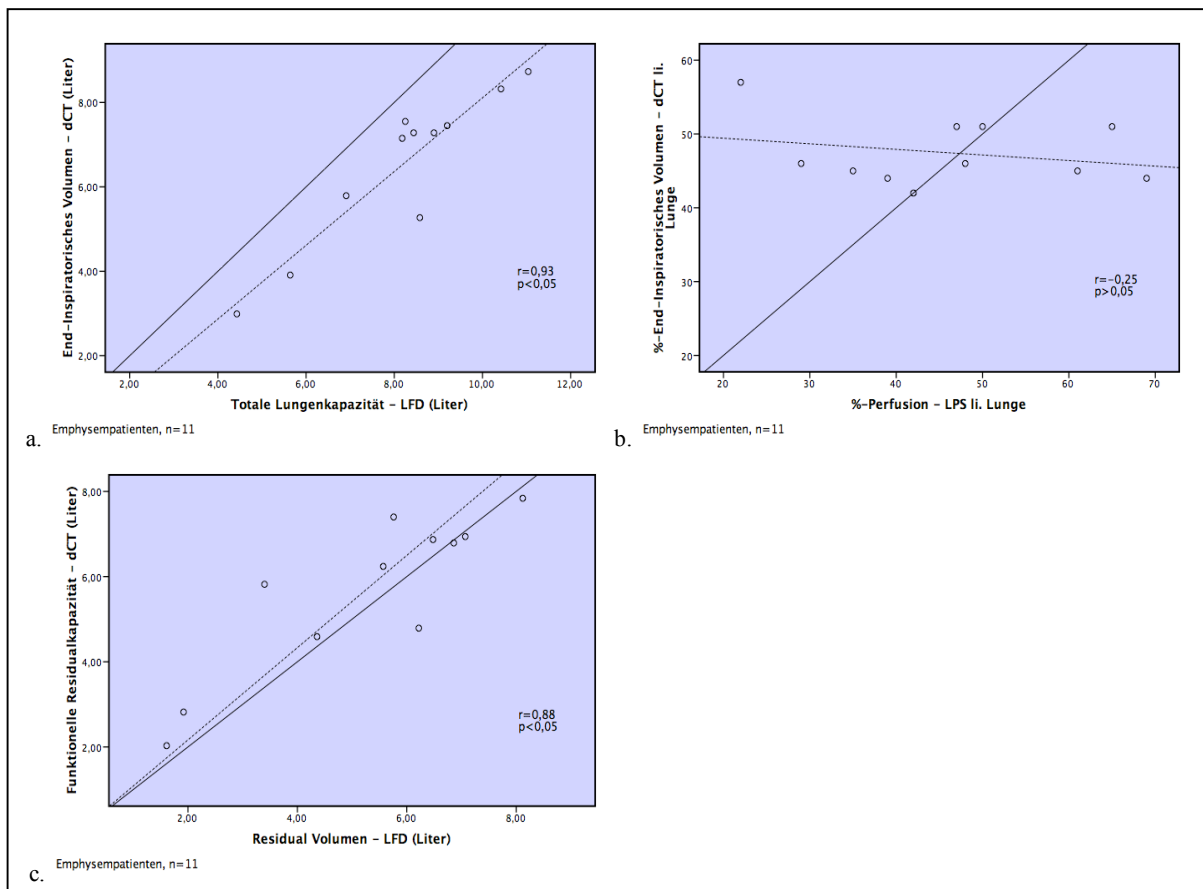 End-Inspiratorisches Volumen - dCT (Liter)
8,00
6,00
4,00
2,00
r=0,93
p<0,05
2,00 4,00 6,00 8,00 10,00 12,00
Totale Lungenkapazität - LFD (Liter)
a. Emphysempatienten, n=11
%-End-Inspiratorisches Volumen - dCT li.
Lunge
60
50
40
30
20
r=-0,25
p>0,05
20 30 40 50 60 70
%-Perfusion - LPS li. Lunge
b. Emphysempatienten, n=11
Funktionelle Residualkapazität - dCT (Liter)
8,00
6,00
4,00
2,00
r=0,88
p<0,05
2,00 4,00 6,00 8,00
Residual Volumen - LFD (Liter)
c. Emphysempatienten, n=11